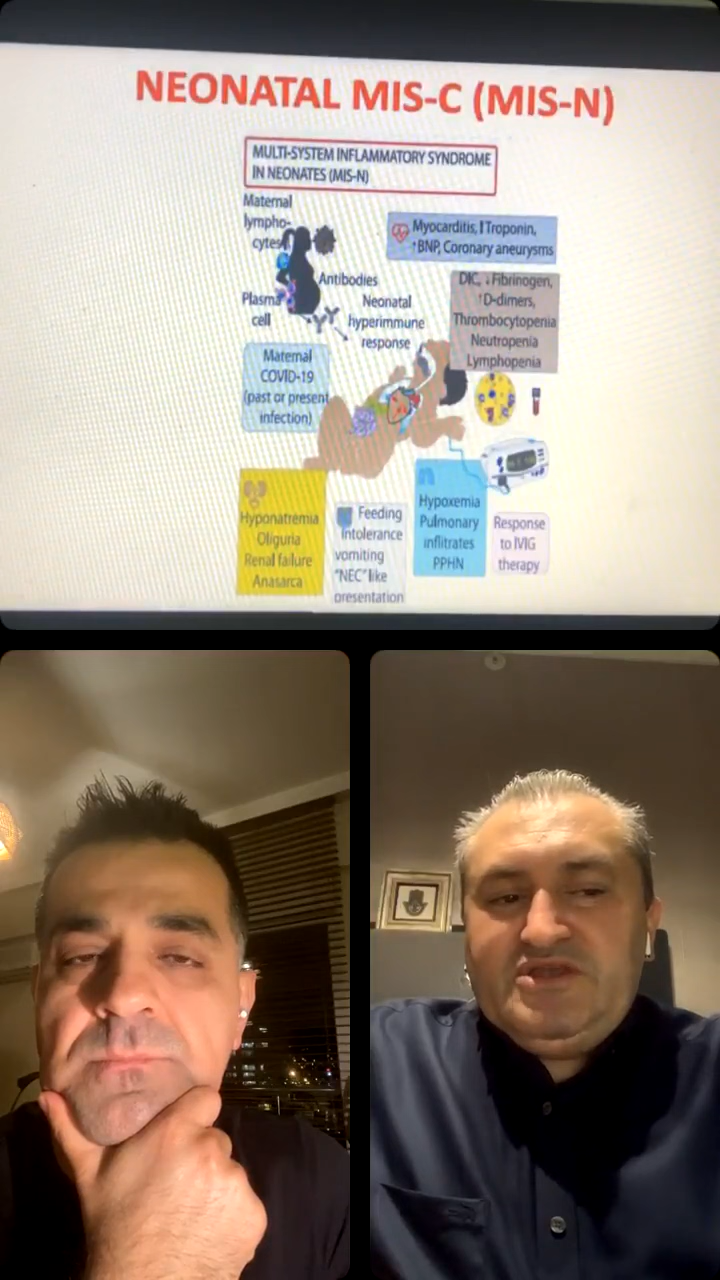 NEONATAL MIS-C (MIS-N)
MULTI-SYSTEM INFLAMMATORY SYNDROME
IN NEONATES (MIS-N)
Maternal
lympho-
cytes
Antibodies
Plasma
cell
Neonatal
hyperimmune
response
Maternal
COVID-19
(past or present
infection)
Myocarditis, ↑Troponin,
↑BNP, Coronary aneurysms
DIC, ↓Fibrinogen,
↑D-dimers,
Thrombocytopenia
Neutropenia
Lymphopenia
Hyponatremia
Oliguria
Renal failure
Anasarca
Feeding
intolerance
vomiting
"NEC" like
presentation
Hypoxemia
Pulmonary
inflitrates
PPHN
Response
to IVIG
therapy